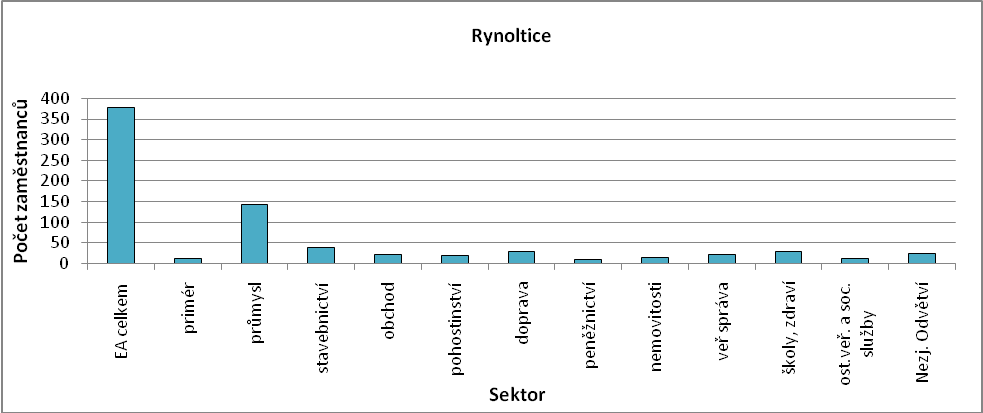 Rynoltice
Počet zaměstnanců
400
350
300
250
200
150
100
50
0
EA celkem
primér
průmysl
stavebnictví
obchod
pohostinství
doprava
peněžnictví
nemovitosti
veř správa
školy, zdraví
ost.veř. a soc.
služby
Nezj. Odvětví
Sektor